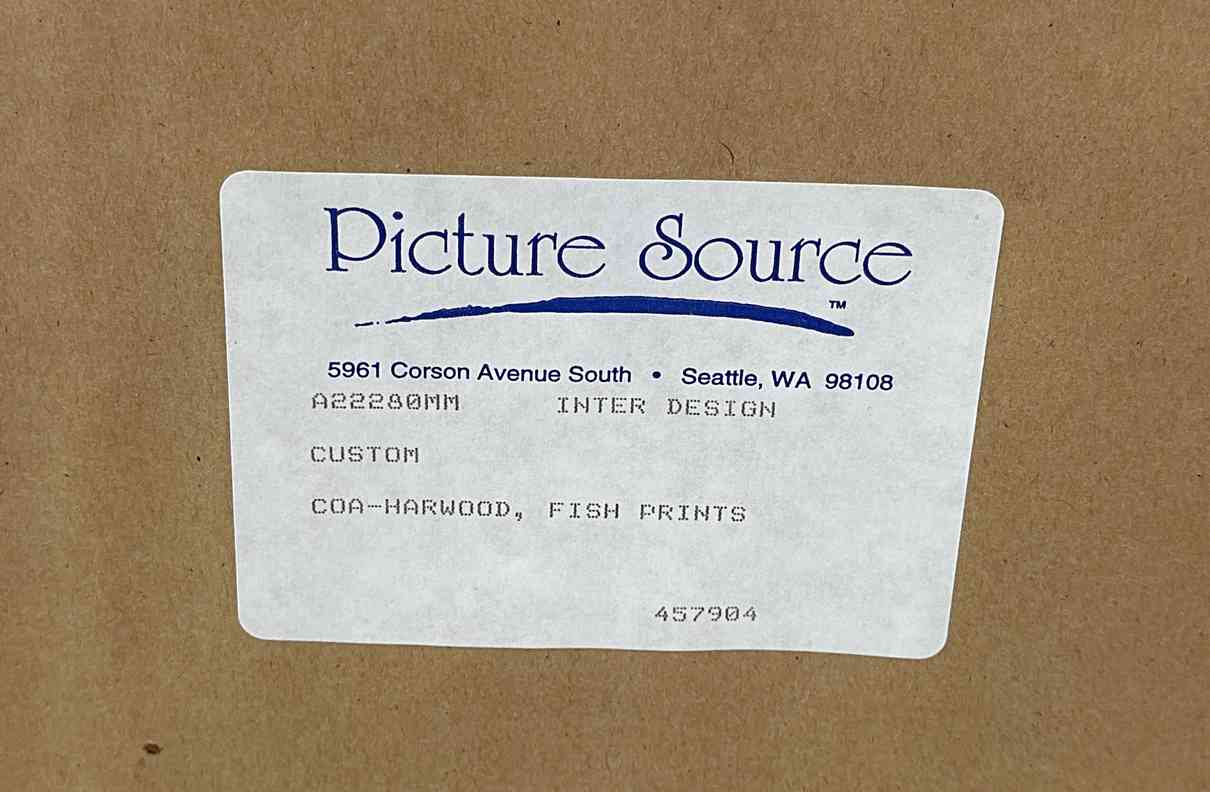 Picture Source
™
5961 Corson Avenue South • Seattle, WA 98108
A22280MM INTER DESIGN
CUSTOM
COA-HARWOOD, FISH PRINTS
457904